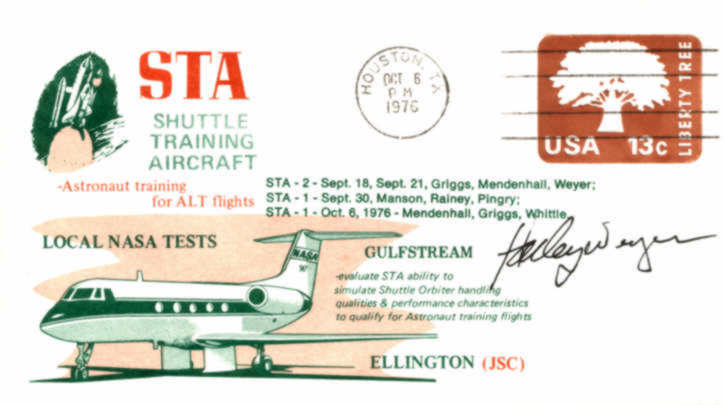 STA
SHUTTLE
TRAINING
AIRCRAFT
-Astronaut training
for ALT flights
HOUSTON, TX
OCT 6
PM
1976
USA 13c
LIBERTY TREE
STA - 2 - Sept. 18, Sept. 21, Griggs, Mendenhall, Weyer;
STA - 1 - Sept. 30, Manson, Rainey, Pingry;
STA - 1 - Oct. 6, 1976 - Mendenhall, Griggs, Whittle
LOCAL NASA TESTS
NASA
GULFSTREAM
-evaluate STA ability to
simulate Shuttle Orbiter handling
qualities & performance characteristics
to qualify for Astronaut training flights
Weyer
ELLINGTON (JSC)